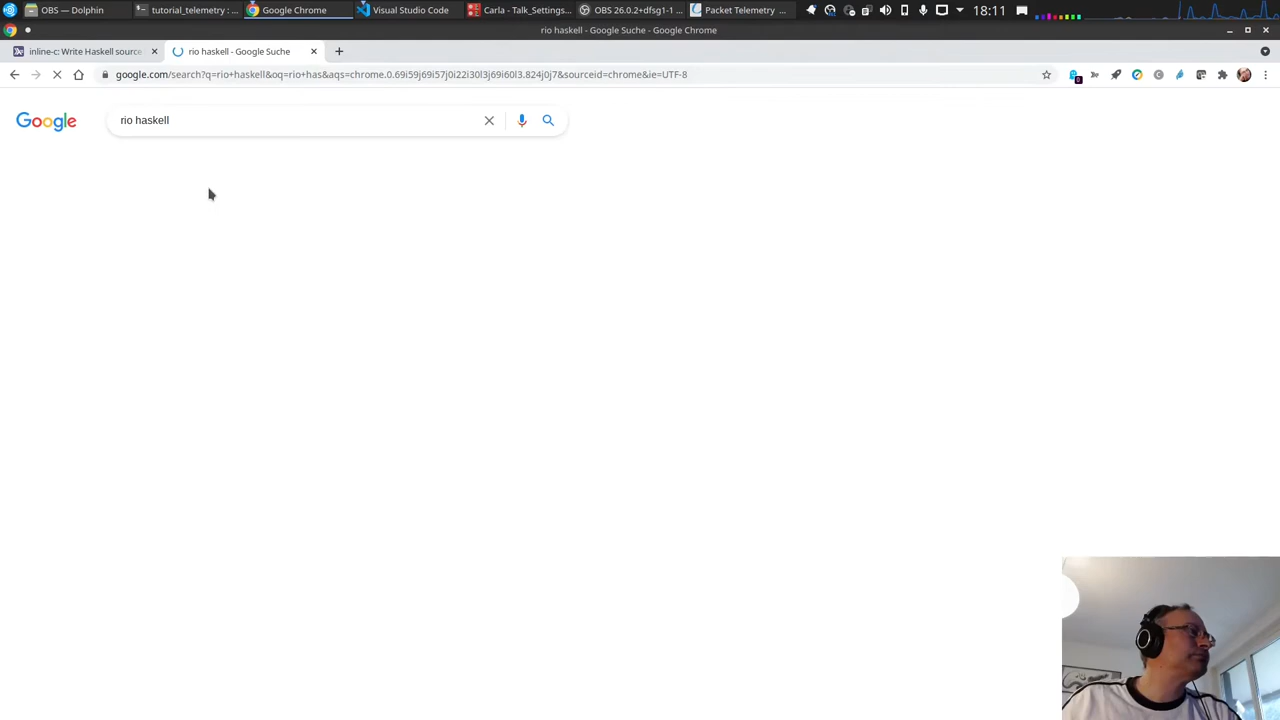 OBS — Dolphin
tutorial_telemetry : ...
Google Chrome
Visual Studio Code
Carla - Talk_Settings...
OBS 26.0.2+dfsg1-1 ...
Packet Telemetry ...
18:11
rio haskell - Google Suche - Google Chrome
inline-c: Write Haskell source
rio haskell - Google Suche
google.com/search?q=rio+haskell&oq=rio+has&aqs=chrome.0.69i59j69i57j0i22i30l3j69i60l3.824j0j7&sourceid=chrome&ie=UTF-8
Google
rio haskell